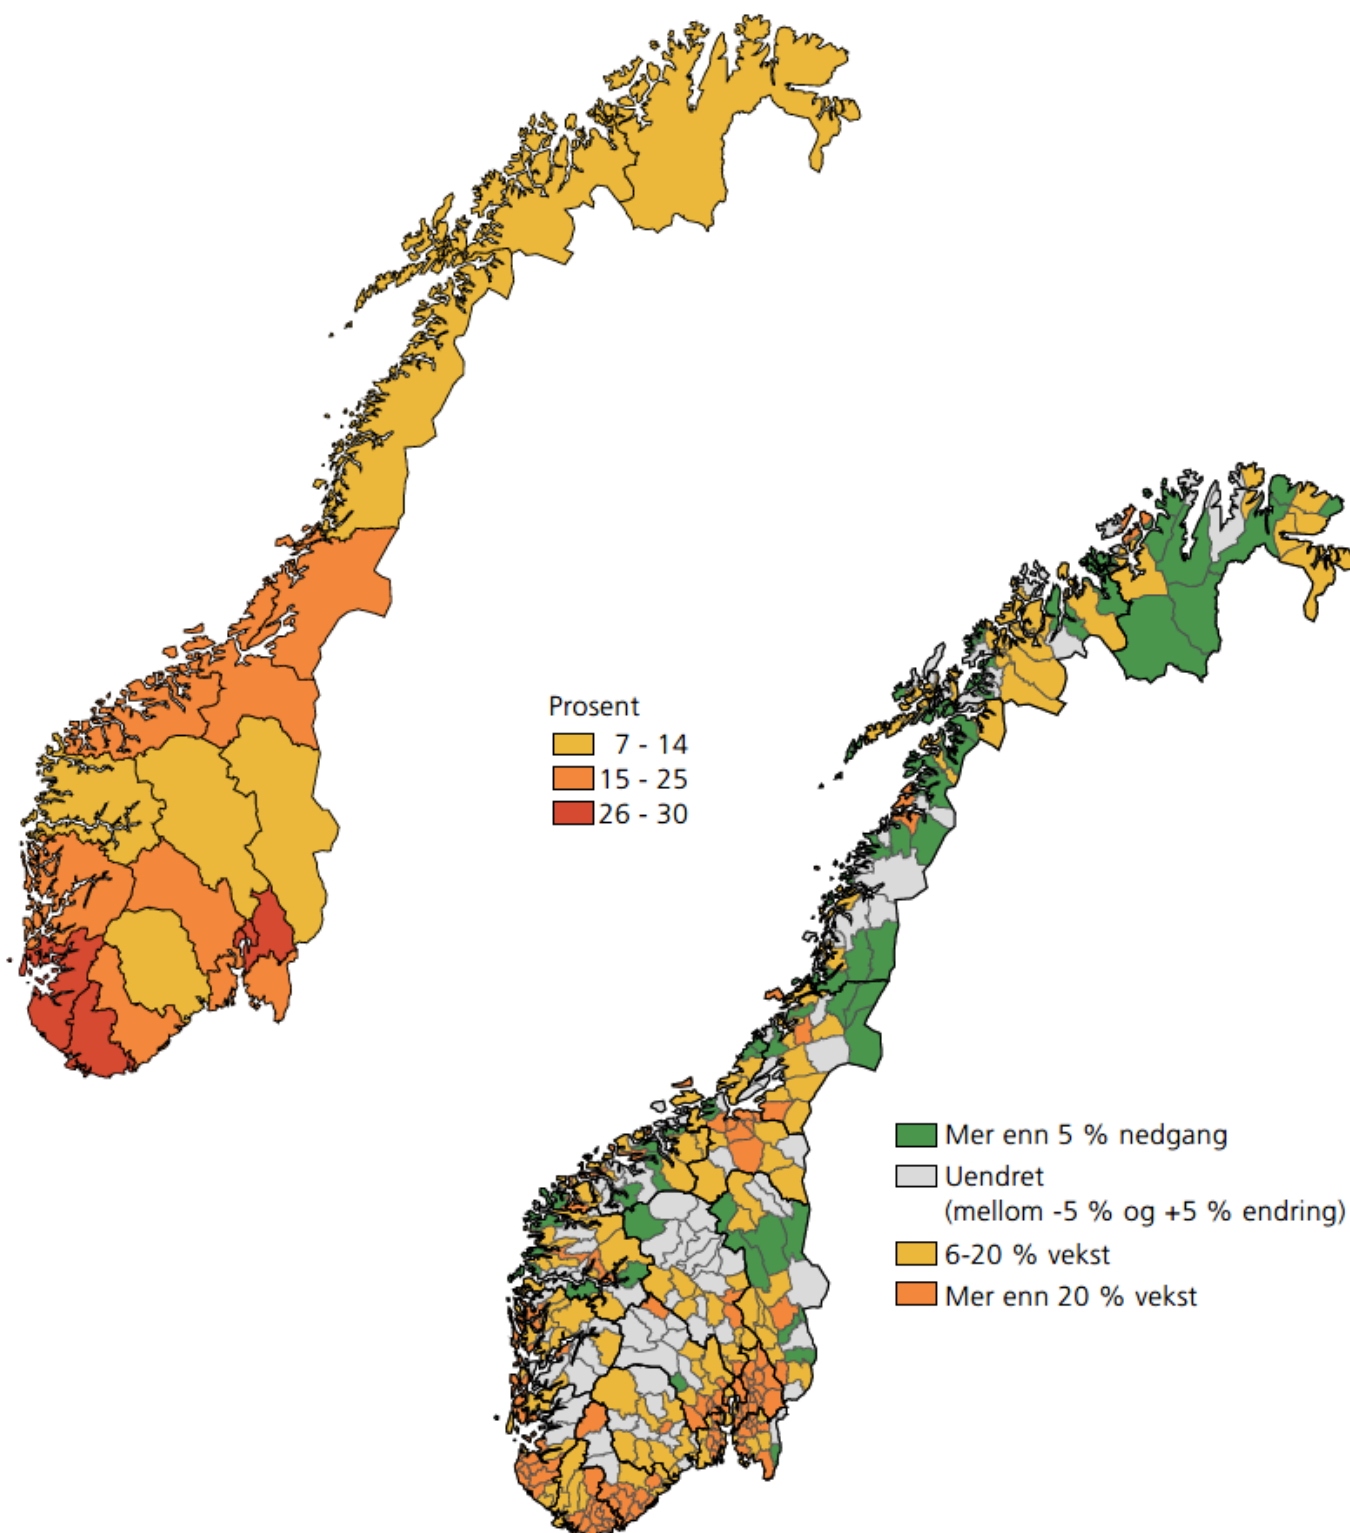 Prosent
7 - 14
15 - 25
26 - 30
Mer enn 5 % nedgang
Uendret
(mellom -5 % og +5 % endring)
6-20 % vekst
Mer enn 20 % vekst